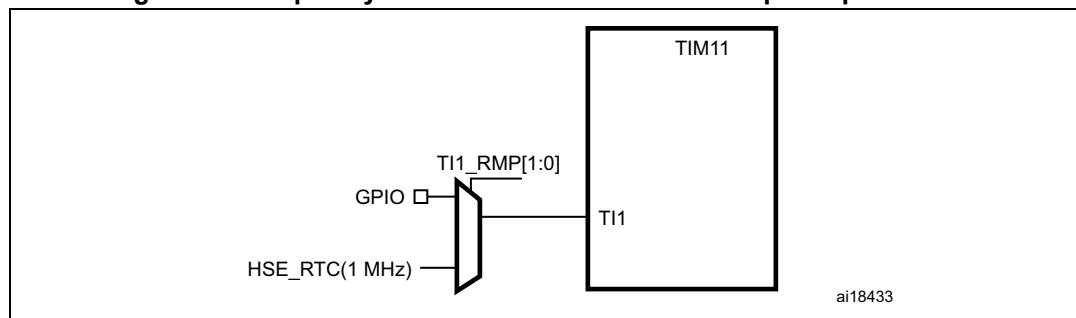 TIM11
TI1_RMP[1:0]
GPIO
TI1
HSE_RTC(1 MHz)
ai18433